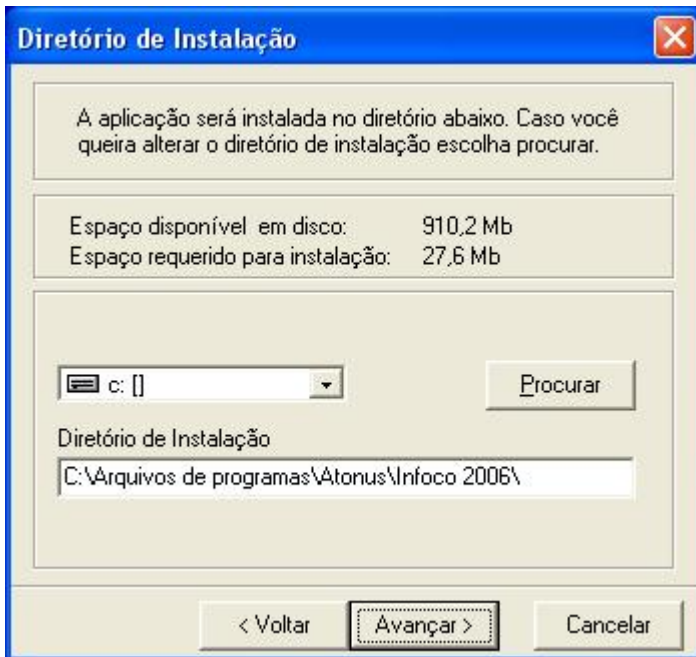 Diretório de Instalação
A aplicação será instalada no diretório abaixo. Caso você
queira alterar o diretório de instalação escolha procurar.
Espaço disponível em disco: 910,2 Mb
Espaço requerido para instalação: 27,6 Mb
c: []
Procurar
Diretório de Instalação
C:\Arquivos de programas\Atonus\Infoco 2006\
< Voltar Avançar > Cancelar